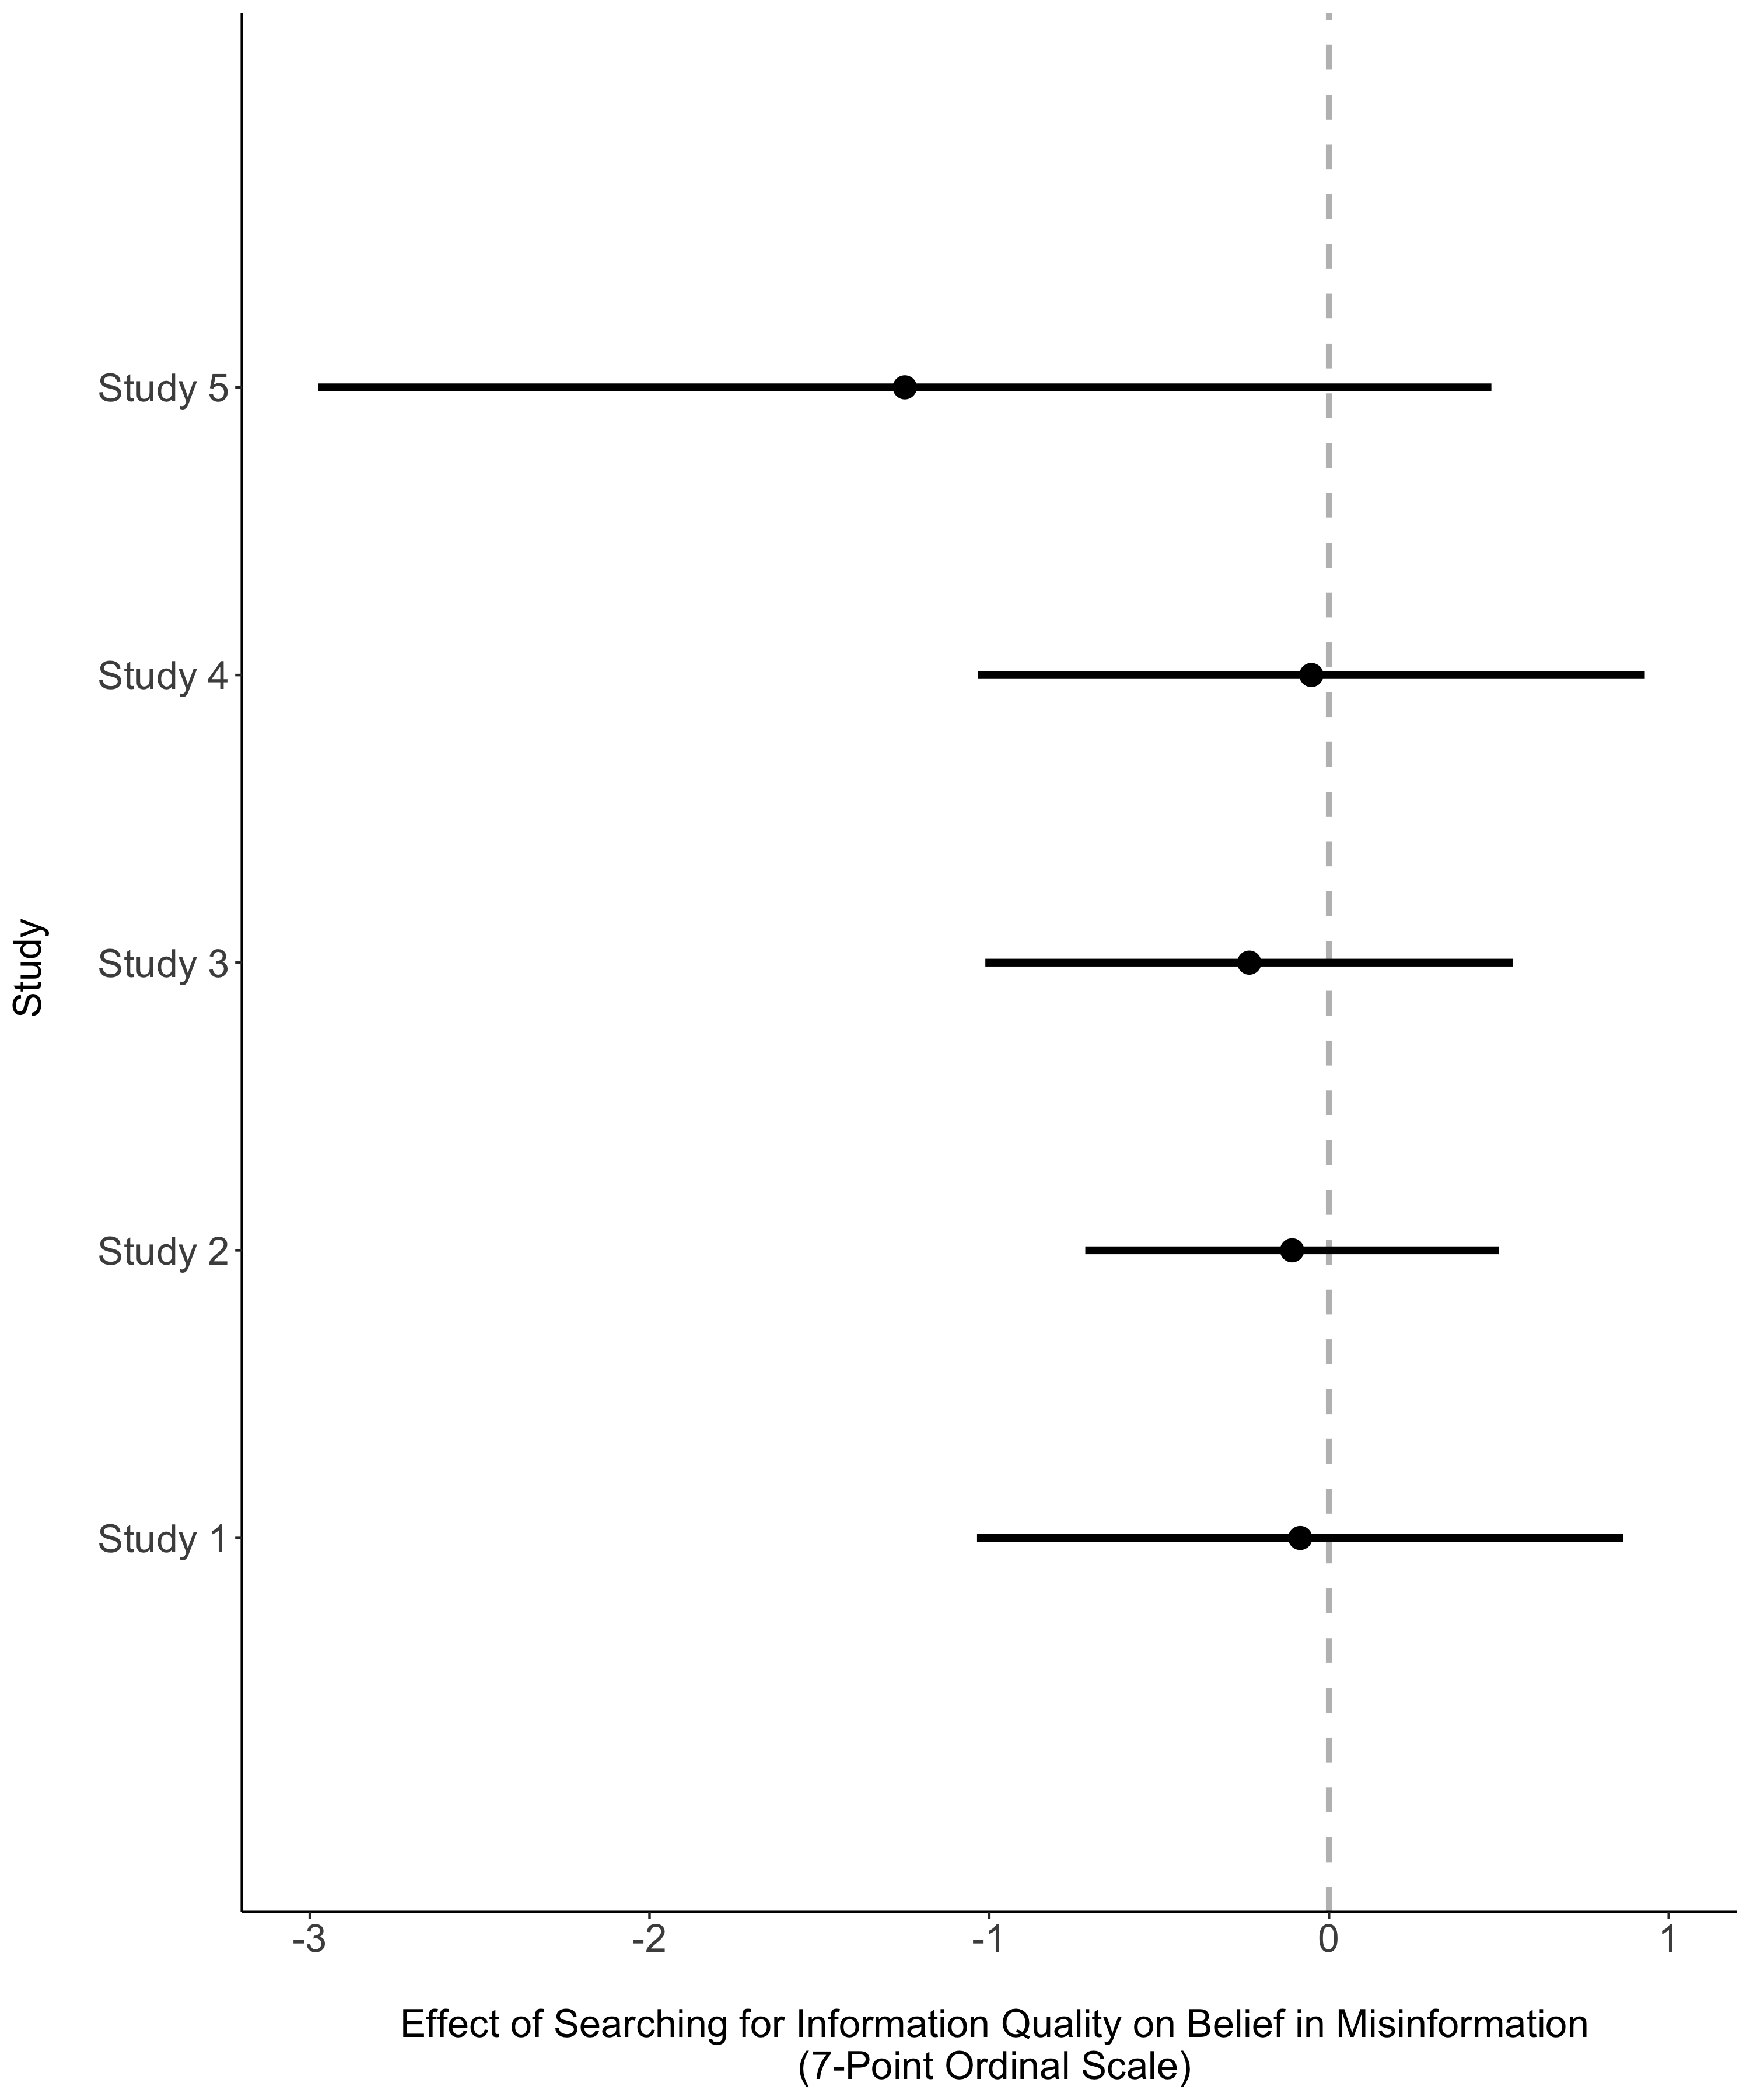 Study
Study 5
Study 4
Study 3
Study 2
Study 1
-3 -2 -1 0 1
Effect of Searching for Information Quality on Belief in Misinformation
(7-Point Ordinal Scale)